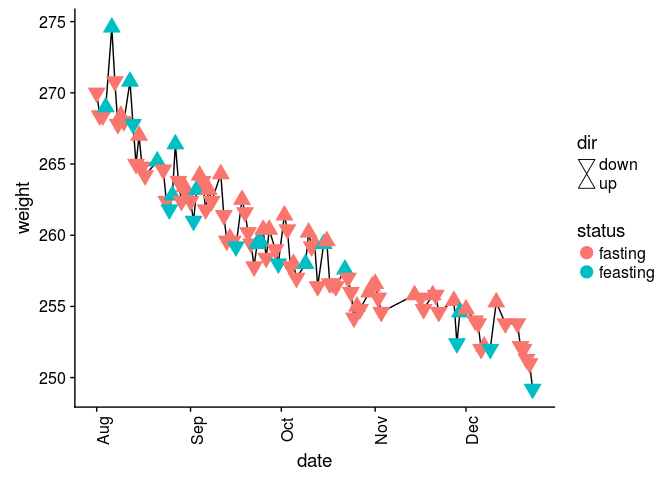 275
270
265
260
255
250
weight
Aug
Sep
Oct
Nov
Dec
date
dir
down
up
status
fasting
feasting